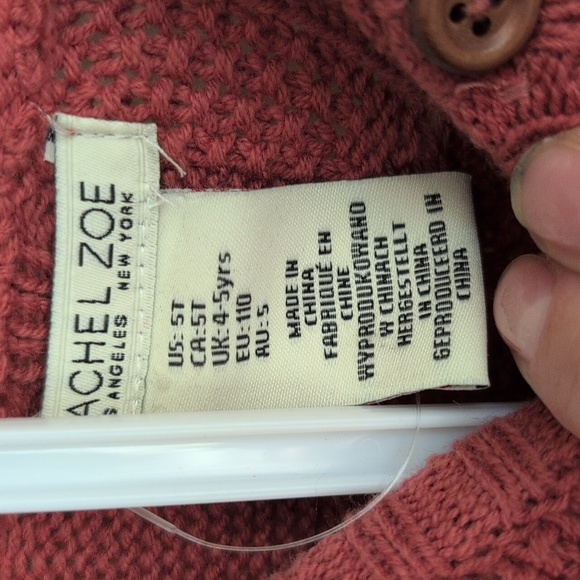 ACHEL ZOE
S ANGELES NEW YORK
US: 5T
CA: 5T
UK: 4-5yrs
EU: 110
AU: 5
MADE IN
CHINA
FABRIQUÉ EN
CHINE
WYPRODUKOWANO
W CHINACH
HERGESTELLT
IN CHINA
GEPRODUCEERD IN
CHINA